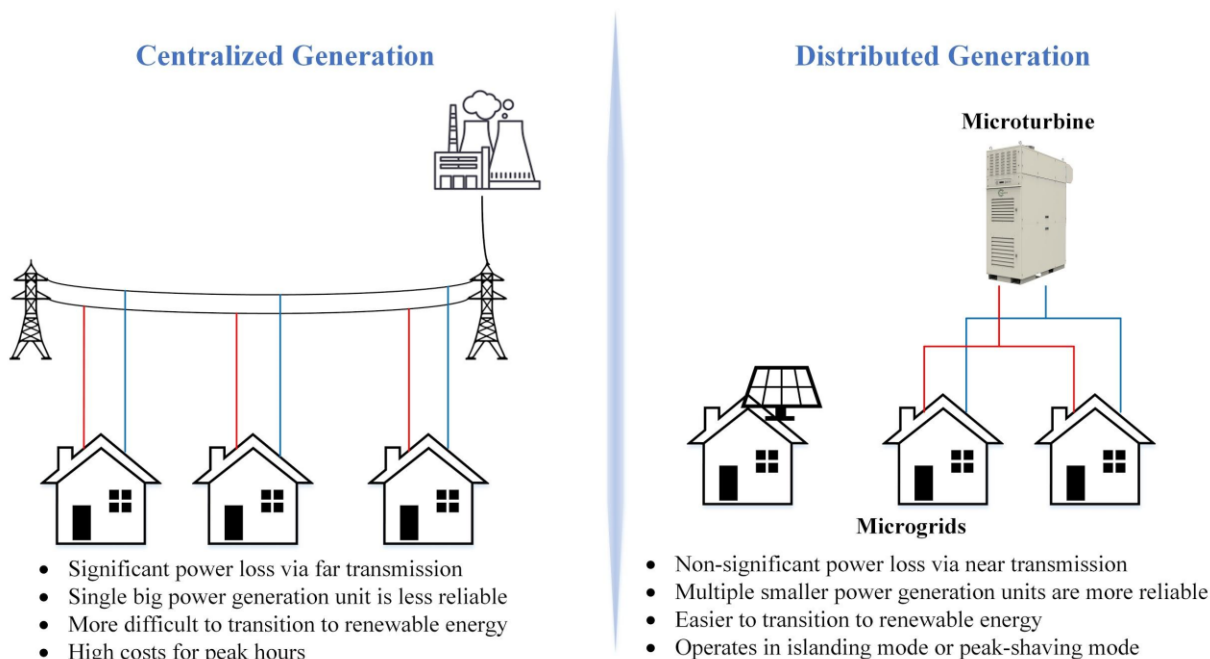 Centralized Generation
• Significant power loss via far transmission
• Single big power generation unit is less reliable
• More difficult to transition to renewable energy
• High costs for peak hours
Distributed Generation
Microturbine
Microgrids
• Non-significant power loss via near transmission
• Multiple smaller power generation units are more reliable
• Easier to transition to renewable energy
• Operates in islanding mode or peak-shaving mode